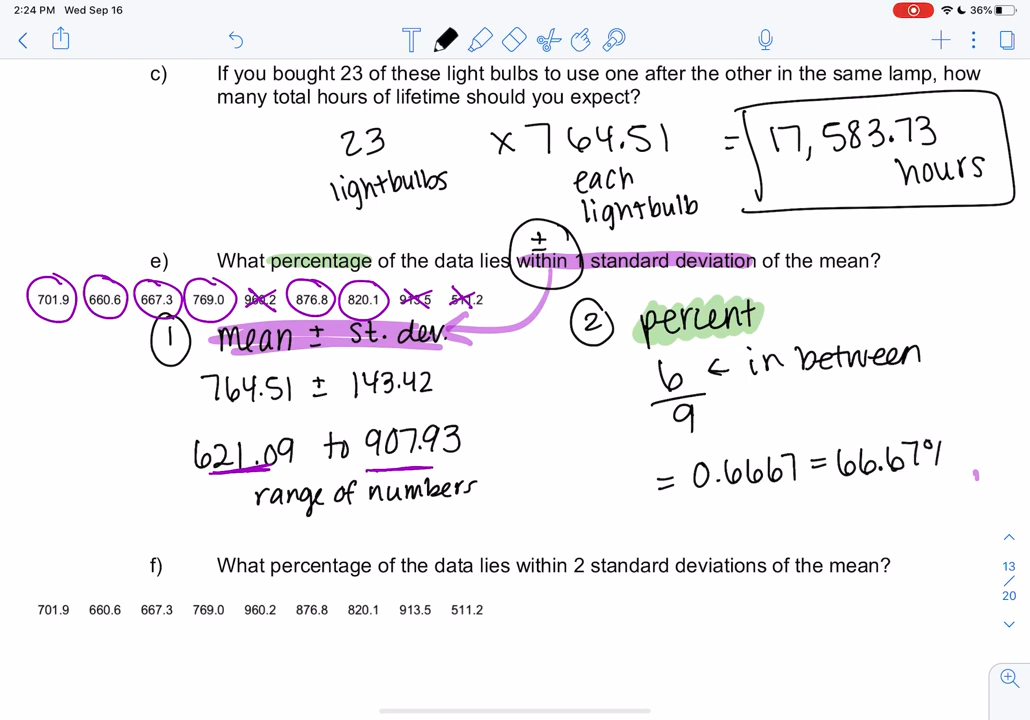 2:24 PM Wed Sep 16
36%
T
c) If you bought 23 of these light bulbs to use one after the other in the same lamp, how
many total hours of lifetime should you expect?
23 x 764.51 = 17,583.73
lightbulbs each hours
lightbulb
±
e) What percentage of the data lies within 1 standard deviation of the mean?
701.9 660.6 667.3 769.0 960.2 876.8 820.1 913.5 511.2
1 mean ± st. dev.
764.51 ± 143.42
621.09 to 907.93
range of numbers
2 percent
6 ← in between
9
= 0.6667 = 66.67%
f) What percentage of the data lies within 2 standard deviations of the mean?
701.9 660.6 667.3 769.0 960.2 876.8 820.1 913.5 511.2
13
/
20